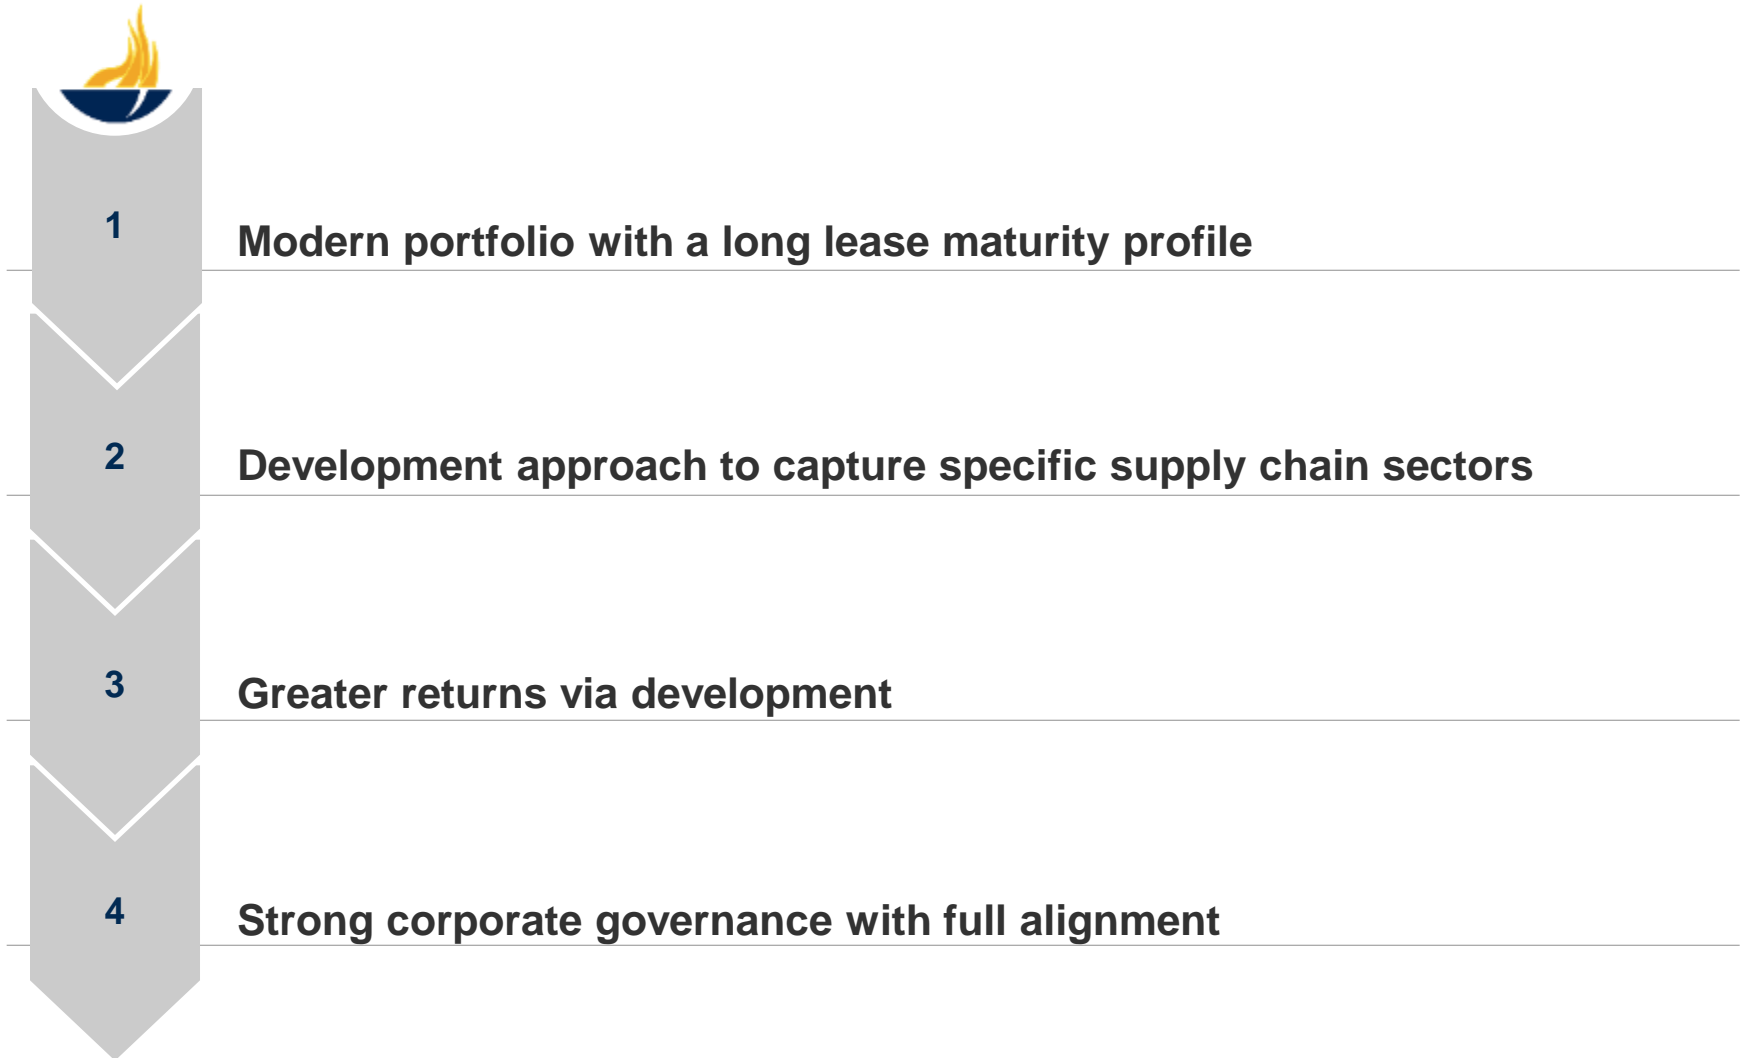 1
Modern portfolio with a long lease maturity profile
2
Development approach to capture specific supply chain sectors
3
Greater returns via development
4
Strong corporate governance with full alignment